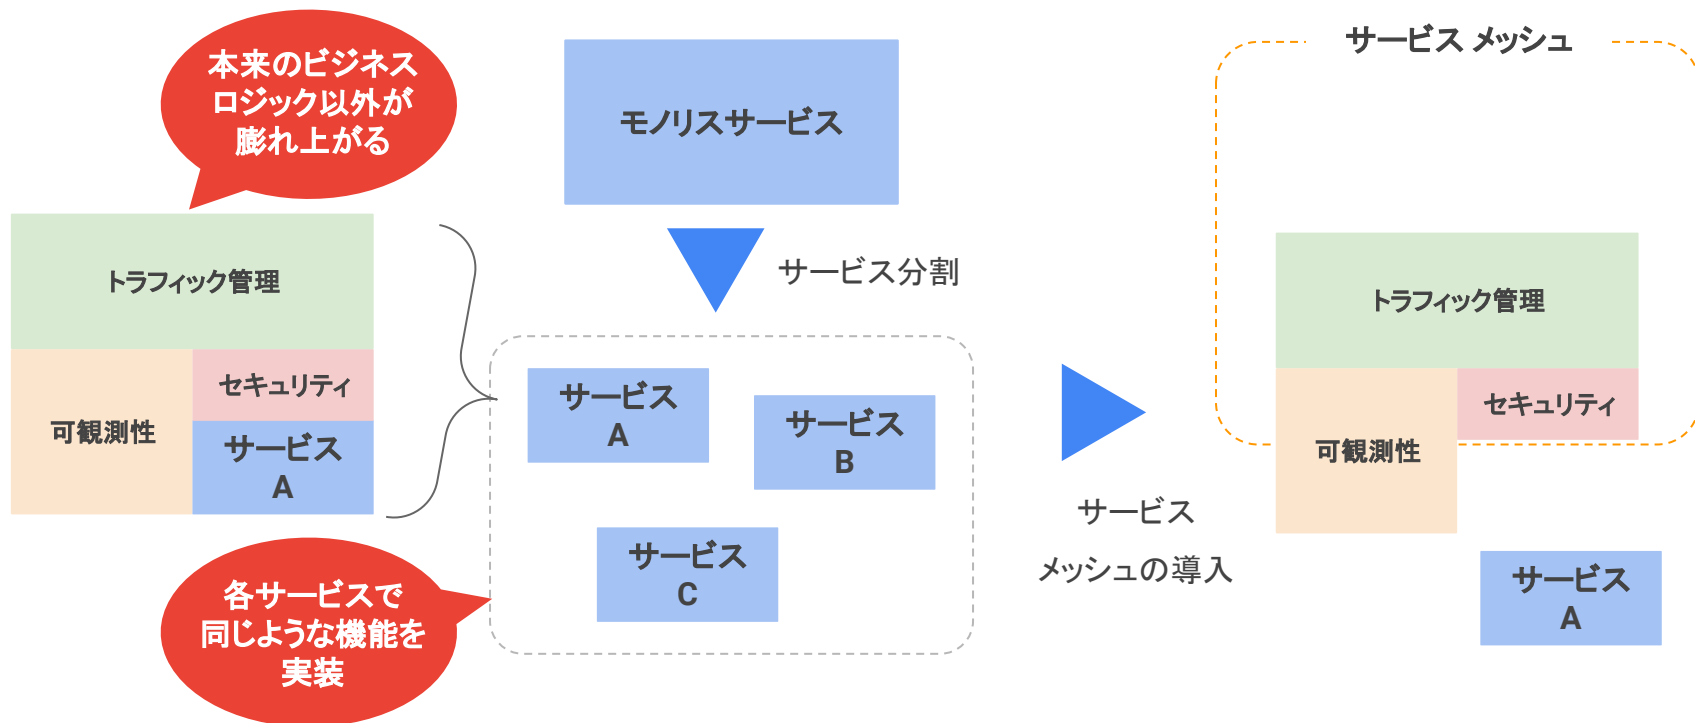 本来のビジネス
ロジック以外が
膨れ上がる
トラフィック管理
可観測性
セキュリティ
サービス
A
各サービスで
同じような機能を
実装
モノリスサービス
サービス分割
サービス
A
サービス
B
サービス
C
サービス
メッシュの導入
サービス メッシュ
トラフィック管理
可観測性
セキュリティ
サービス
A